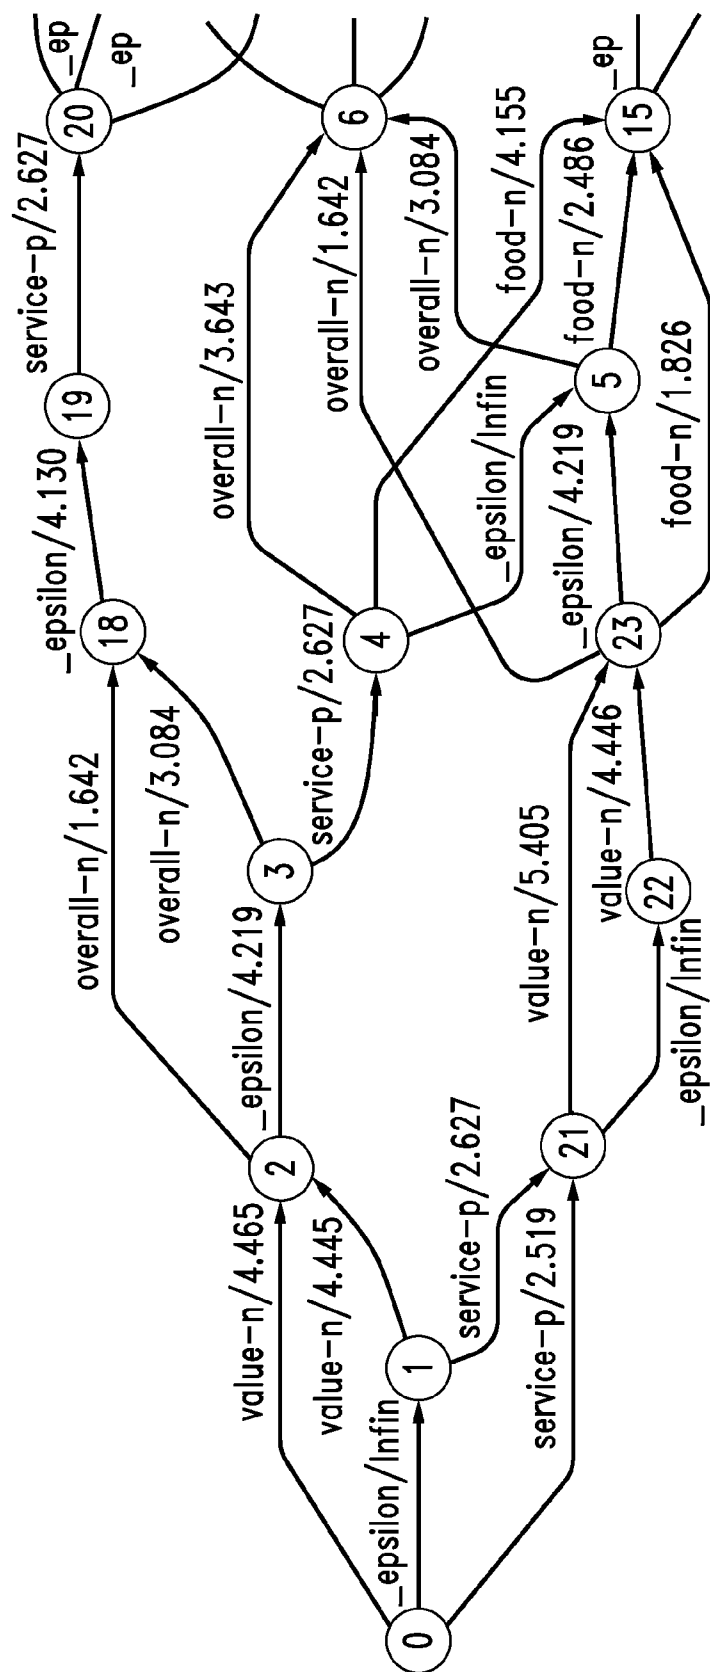 0
_epsilon/Infin
value-n/4.465
1
value-n/4.445
service-p/2.627
service-p/2.519
2
21
_epsilon/4.219
overall-n/1.642
value-n/5.405
_epsilon/Infin
3
22
overall-n/3.084
service-p/2.627
value-n/4.446
18
4
23
_epsilon/4.130
overall-n/3.643
_epsilon/Infin
_epsilon/4.219
food-n/1.826
19
5
service-p/2.627
overall-n/1.642
overall-n/3.084
food-n/4.155
food-n/2.486
20
6
15
_ep
_ep
_ep